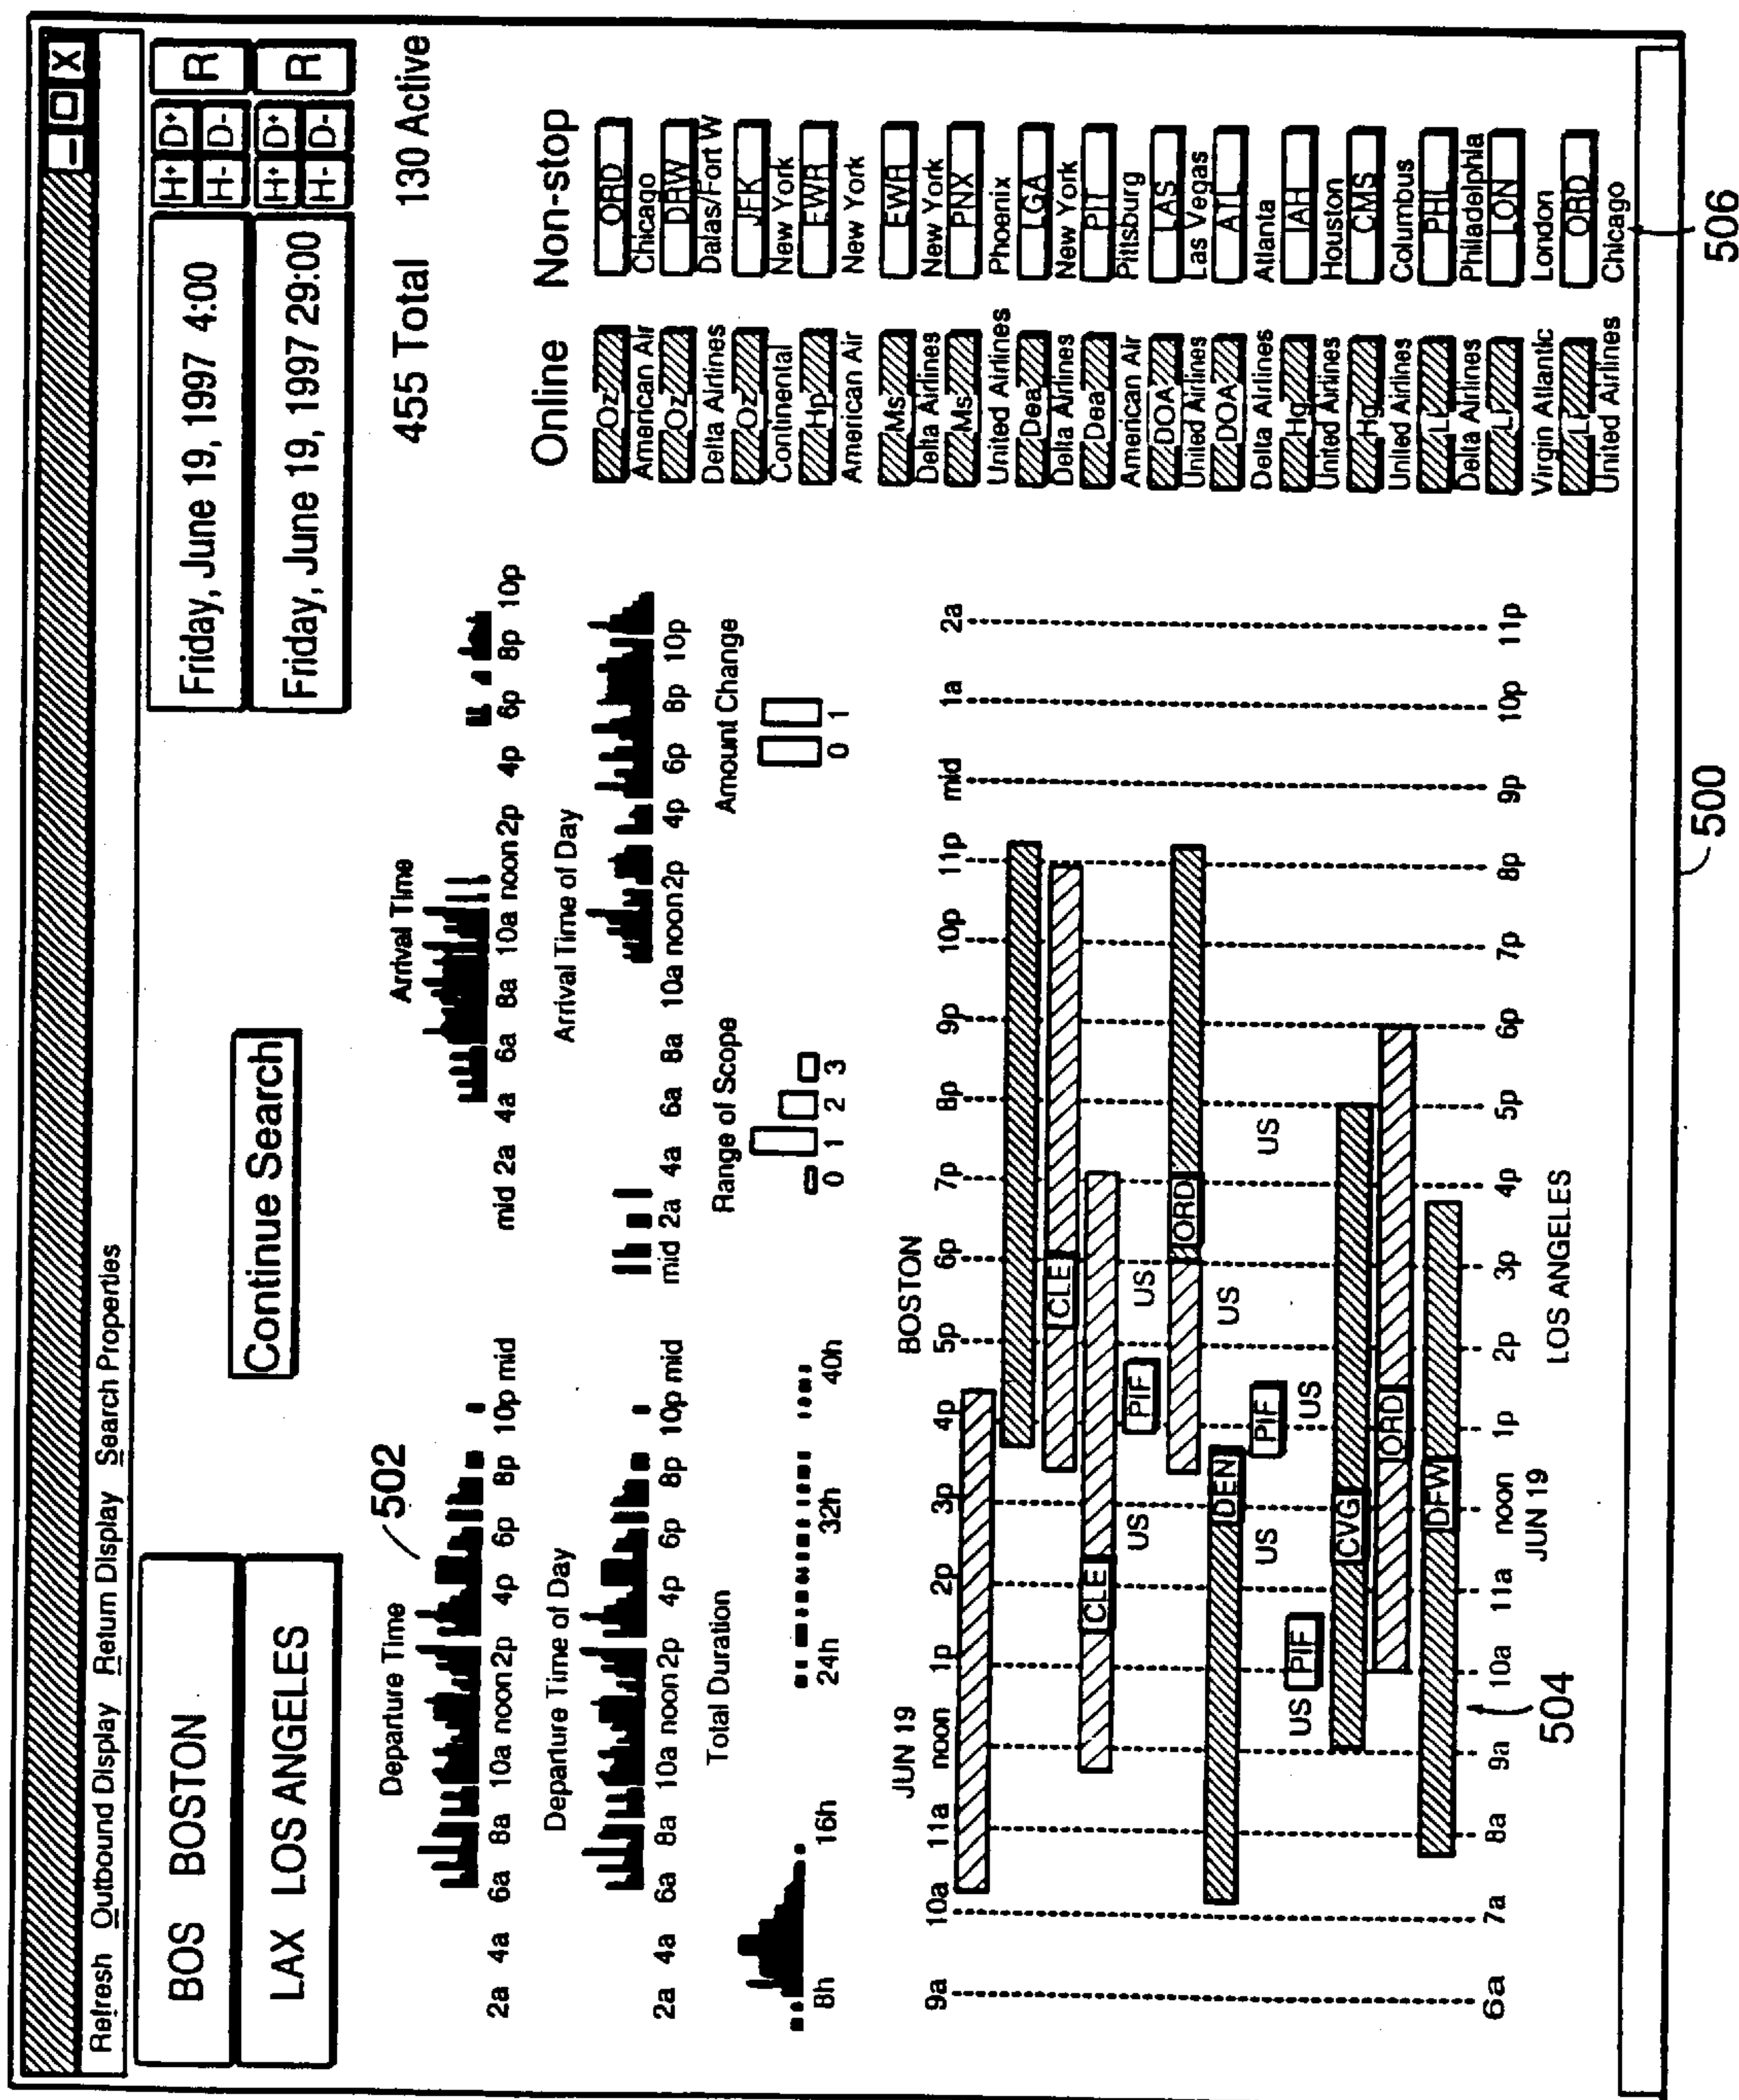 Refresh Outbound Display Return Display Search Properties
_ X
BOS BOSTON
LAX LOS ANGELES
Continue Search
Friday, June 19, 1997 4:00
H+ D+ R
H- D-
Friday, June 19, 1997 29:00
H+ D+ R
H- D-
455 Total 130 Active
Departure Time
502
2a 4a 6a 8a 10a noon 2p 4p 6p 8p 10p mid
Arrival Time
mid 2a 4a 6a 8a 10a noon 2p 4p 6p 8p 10p
Departure Time of Day
2a 4a 6a 8a 10a noon 2p 4p 6p 8p 10p mid
Arrival Time of Day
mid 2a 4a 6a 8a 10a noon 2p 4p 6p 8p 10p
Total Duration
8h 16h 24h 32h 40h
Range of Scope
0 1 2 3
Amount Change
0 1
Online Non-stop
Oz ORD
American Air Chicago
Oz DRW
Delta Airlines Dalas/Fort W
Oz JFK
Continental New York
Hp EWR
American Air New York
Ms EWR
Delta Airlines New York
Ms PNX
United Airlines Phoenix
Dea LGA
Delta Airlines New York
Dea PIT
American Air Pittsburg
DOA LAS
United Airlines Las Vegas
DOA ATL
Delta Airlines Atlanta
Hg IAH
United Airlines Houston
Hg CMS
United Airlines Columbus
PHL
Delta Airlines Philadelphia
LON
Virgin Atlantic London
ORD
United Airlines Chicago
506
JUN 19 BOSTON
9a 10a 11a noon 1p 2p 3p 4p 5p 6p 7p 8p 9p 10p 11p mid 1a 2a
CLE
CLE
US PIF US
ORD
DEN US
US PIF US
US PIF US
CVG
ORD
DFW
6a 7a 8a 9a 10a 11a noon 1p 2p 3p 4p 5p 6p 7p 8p 9p 10p 11p
JUN 19 LOS ANGELES
504
500